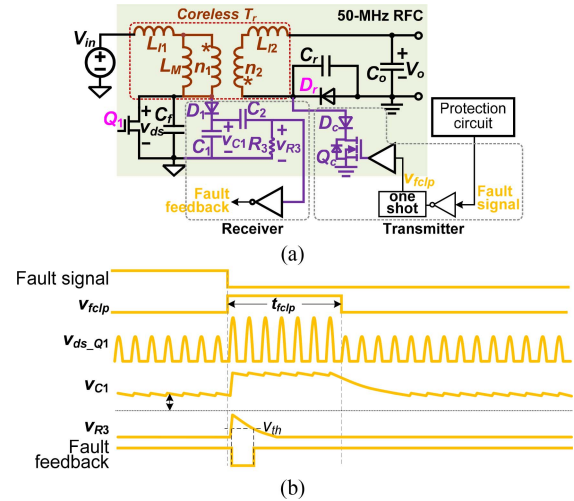 Coreless Tr
50-MHz RFC
Vin
Ll1
LM
n1
n2
Ll2
Cr
Co
Vo
Dr
Q1
vds
Cf
D1
C2
C1
vC1
R3
vR3
Dc
Qc
Protection
circuit
vfclp
one
shot
Fault
signal
Fault
feedback
Receiver
Transmitter
(a)
Fault signal
vfclp
tfclp
vds_Q1
vC1
vR3
vth
Fault
feedback
(b)